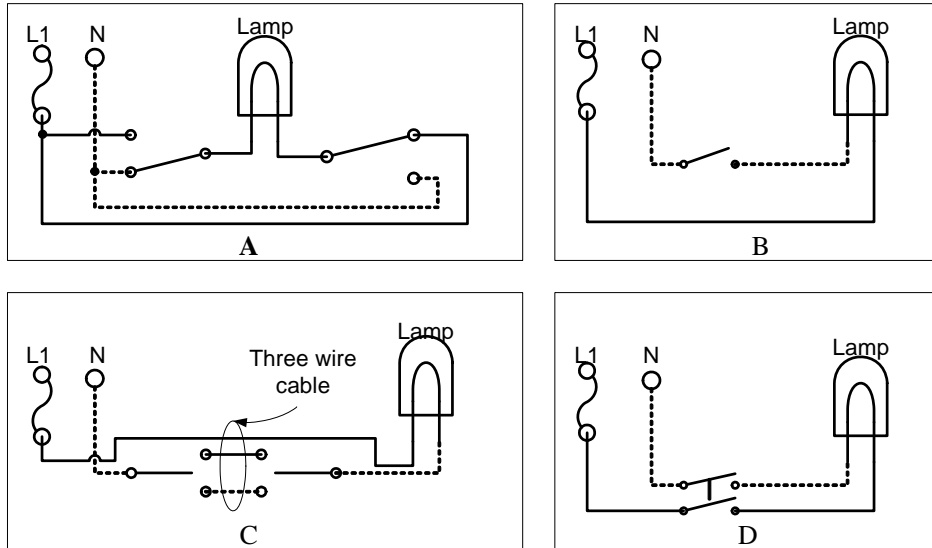 L1 N Lamp
A
L1 N Lamp
B
L1 N Three wire cable Lamp
C
L1 N Lamp
D